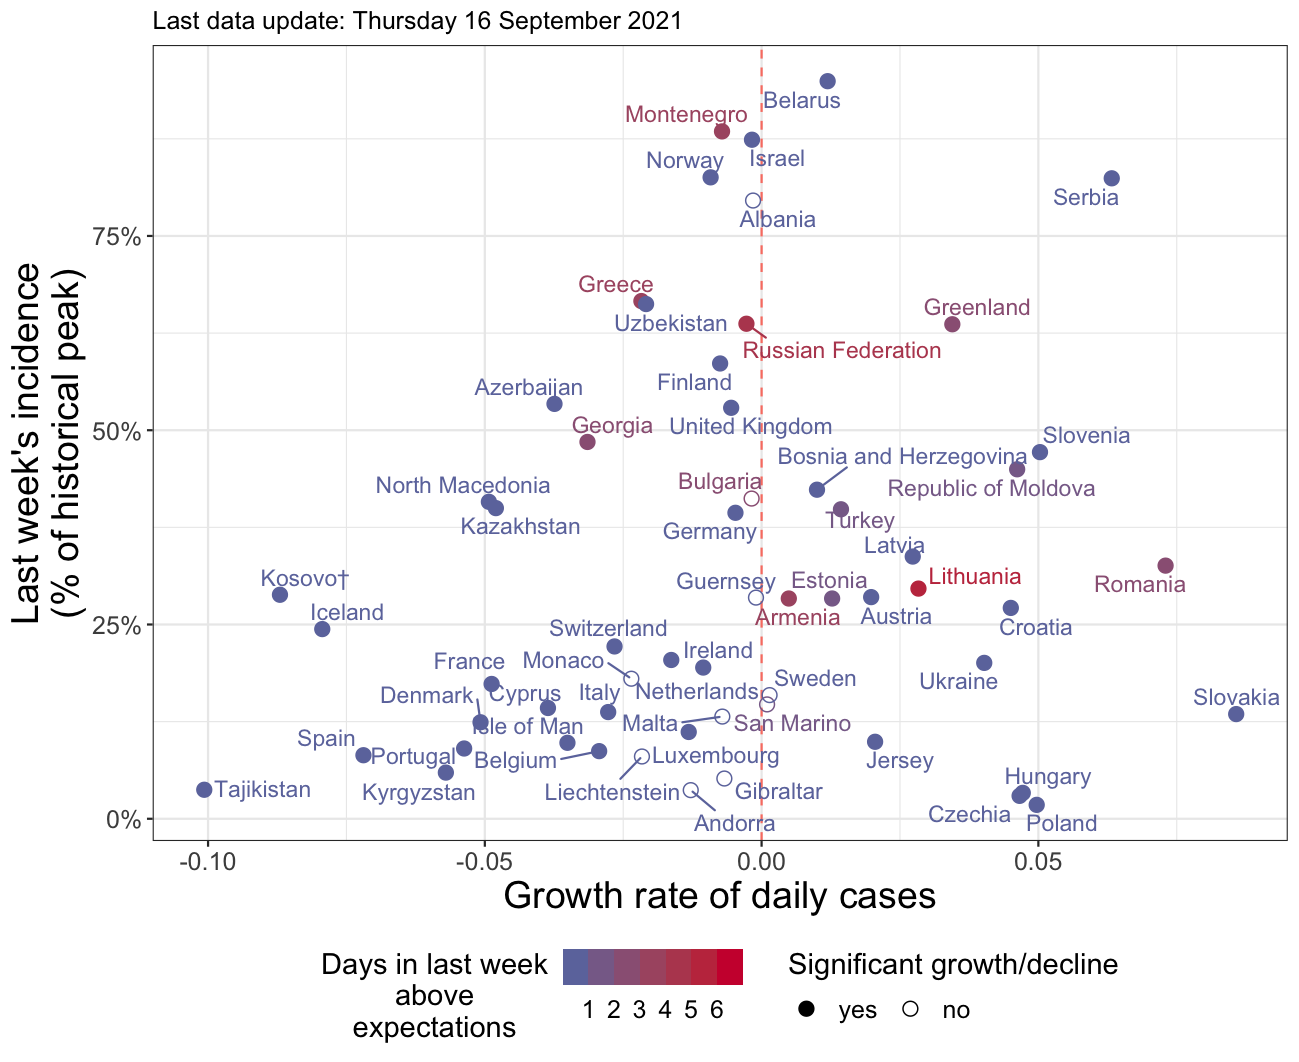 Last data update: Thursday 16 September 2021
Belarus
Montenegro
Norway
Israel
Serbia
Albania
75%
Greece
Greenland
Uzbekistan
Russian Federation
Finland
Azerbaijan
Georgia
United Kingdom
50%
Slovenia
Bosnia and Herzegovina
Bulgaria
North Macedonia
Republic of Moldova
Kazakhstan
Germany
Turkey
Latvia
Kosovo†
Guernsey
Estonia
Lithuania
Romania
Iceland
Armenia
Austria
25%
Croatia
Switzerland
Ireland
France
Monaco
Sweden
Ukraine
Denmark
Cyprus
Italy
Netherlands
Slovakia
Isle of Man
Malta
San Marino
Spain
Portugal
Belgium
Luxembourg
Jersey
Hungary
Tajikistan
Kyrgyzstan
Liechtenstein
Gibraltar
0%
Andorra
Czechia
Poland
-0.10
-0.05
0.00
0.05
Last week's incidence
(% of historical peak)
Growth rate of daily cases
Days in last week
above
expectations
1 2 3 4 5 6
Significant growth/decline
yes
no